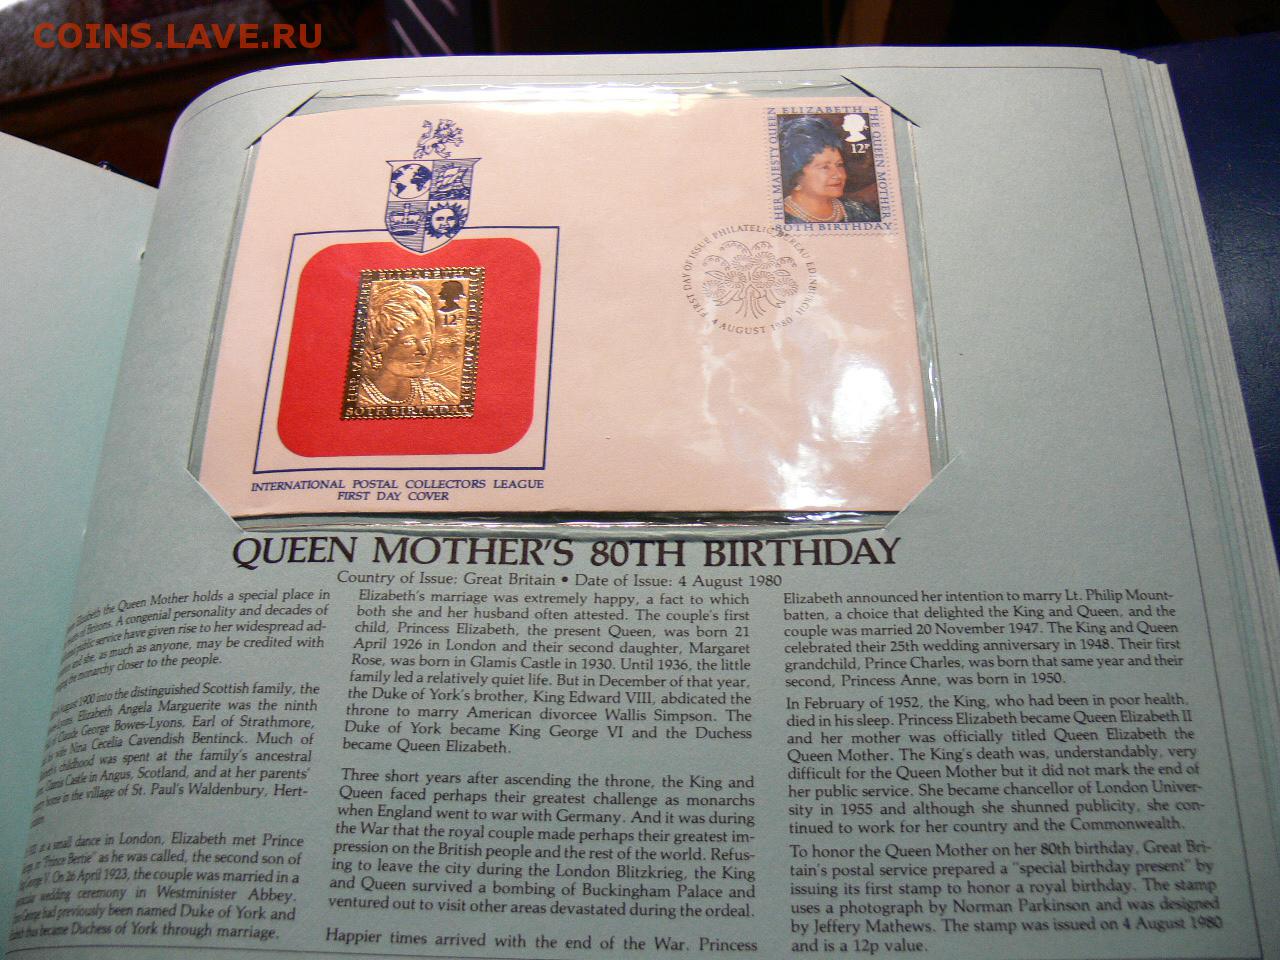 COINS.LAVE.RU
HER MAJESTY QUEEN ELIZABETH THE QUEEN MOTHER
12P
80TH BIRTHDAY
FIRST DAY OF ISSUE PHILATELIC BUREAU EDINBURGH
4 AUGUST 1980
HER MAJESTY QUEEN ELIZABETH THE QUEEN MOTHER
12P
80TH BIRTHDAY
INTERNATIONAL POSTAL COLLECTORS LEAGUE
FIRST DAY COVER
QUEEN MOTHER'S 80TH BIRTHDAY
Country of Issue: Great Britain • Date of Issue: 4 August 1980
Elizabeth the Queen Mother holds a special place in
of Britons. A congenial personality and decades of
public service have given rise to her widespread ad-
and she, as much as anyone, may be credited with
the monarchy closer to the people.
August 1900 into the distinguished Scottish family, the
Elizabeth Angela Marguerite was the ninth
of Claude George Bowes-Lyons, Earl of Strathmore,
wife Nina Cecelia Cavendish Bentinck. Much of
childhood was spent at the family's ancestral
Glamis Castle in Angus, Scotland, and at her parents'
home in the village of St. Paul's Waldenbury, Hert-
at a small dance in London, Elizabeth met Prince
or "Prince Bertie" as he was called, the second son of
George V. On 26 April 1923, the couple was married in a
wedding ceremony in Westminister Abbey.
George had previously been named Duke of York and
thus became Duchess of York through marriage.
Elizabeth's marriage was extremely happy, a fact to which
both she and her husband often attested. The couple's first
child, Princess Elizabeth, the present Queen, was born 21
April 1926 in London and their second daughter, Margaret
Rose, was born in Glamis Castle in 1930. Until 1936, the little
family led a relatively quiet life. But in December of that year,
the Duke of York's brother, King Edward VIII, abdicated the
throne to marry American divorcee Wallis Simpson. The
Duke of York became King George VI and the Duchess
became Queen Elizabeth.
Three short years after ascending the throne, the King and
Queen faced perhaps their greatest challenge as monarchs
when England went to war with Germany. And it was during
the War that the royal couple made perhaps their greatest im-
pression on the British people and the rest of the world. Refus-
ing to leave the city during the London Blitzkrieg, the King
and Queen survived a bombing of Buckingham Palace and
ventured out to visit other areas devastated during the ordeal.
Happier times arrived with the end of the War. Princess
Elizabeth announced her intention to marry Lt. Philip Mount-
batten, a choice that delighted the King and Queen, and the
couple was married 20 November 1947. The King and Queen
celebrated their 25th wedding anniversary in 1948. Their first
grandchild, Prince Charles, was born that same year and their
second, Princess Anne, was born in 1950.
In February of 1952, the King, who had been in poor health,
died in his sleep. Princess Elizabeth became Queen Elizabeth II
and her mother was officially titled Queen Elizabeth the
Queen Mother. The King's death was, understandably, very
difficult for the Queen Mother but it did not mark the end of
her public service. She became chancellor of London Univer-
sity in 1955 and although she shunned publicity, she con-
tinued to work for her country and the Commonwealth.
To honor the Queen Mother on her 80th birthday, Great Bri-
tain's postal service prepared a "special birthday present" by
issuing its first stamp to honor a royal birthday. The stamp
uses a photograph by Norman Parkinson and was designed
by Jeffery Mathews. The stamp was issued on 4 August 1980
and is a 12p value.